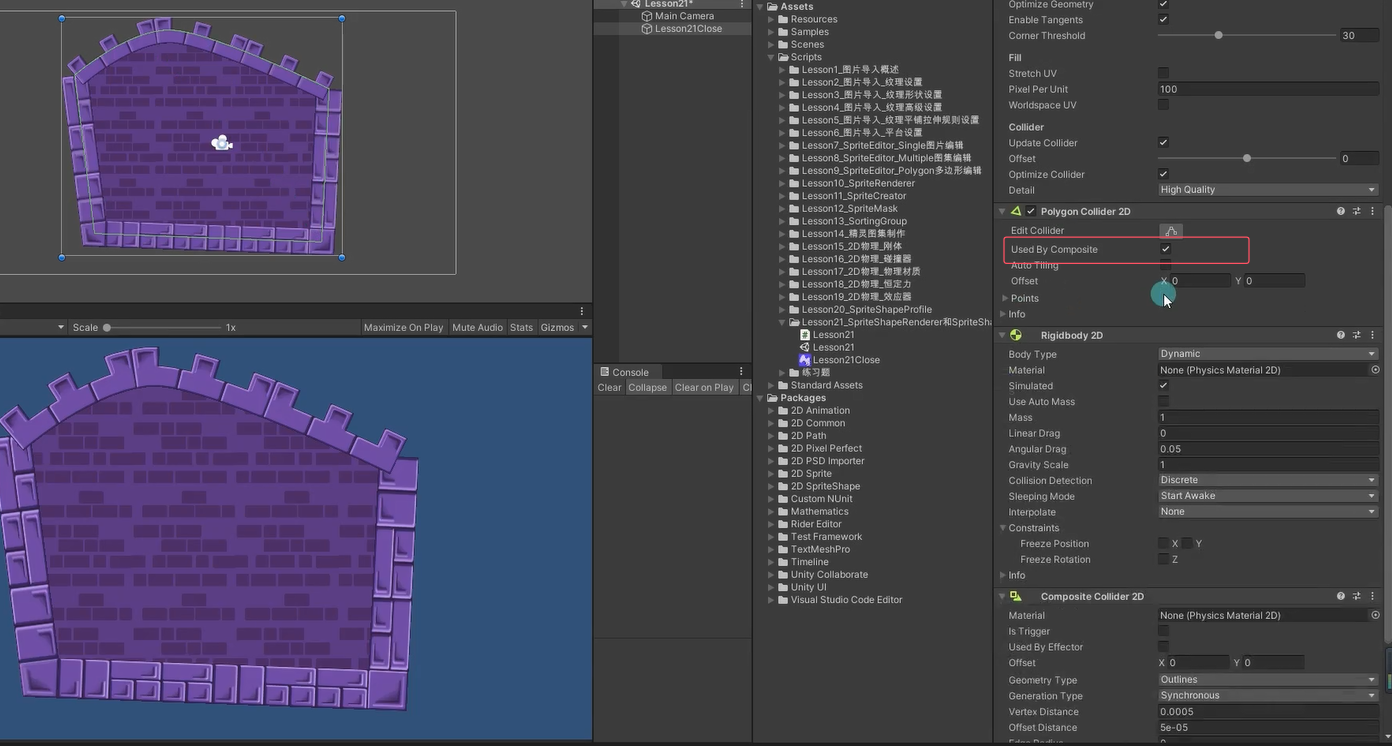 Lesson21*
Main Camera
Lesson21Close
Scale 1x Maximize On Play Mute Audio Stats Gizmos
Console
Clear Collapse Clear on Play
Assets
Resources
Samples
Scenes
Scripts
Lesson1_图片导入概述
Lesson2_图片导入_纹理设置
Lesson3_图片导入_纹理形状设置
Lesson4_图片导入_纹理高级设置
Lesson5_图片导入_纹理平铺拉伸规则设置
Lesson6_图片导入_平台设置
Lesson7_SpriteEditor_Single图片编辑
Lesson8_SpriteEditor_Multiple图集编辑
Lesson9_SpriteEditor_Polygon多边形编辑
Lesson10_SpriteRenderer
Lesson11_SpriteCreator
Lesson12_SpriteMask
Lesson13_SortingGroup
Lesson14_精灵图集制作
Lesson15_2D物理_刚体
Lesson16_2D物理_碰撞器
Lesson17_2D物理_物理材质
Lesson18_2D物理_恒定力
Lesson19_2D物理_效应器
Lesson20_SpriteShapeProfile
Lesson21_SpriteShapeRenderer和SpriteSha
Lesson21
Lesson21
Lesson21Close
练习题
Standard Assets
Packages
2D Animation
2D Common
2D Path
2D Pixel Perfect
2D PSD Importer
2D Sprite
2D SpriteShape
Custom NUnit
Mathematics
Rider Editor
Test Framework
TextMeshPro
Timeline
Unity Collaborate
Unity UI
Visual Studio Code Editor
Optimize Geometry
Enable Tangents
Corner Threshold 30
Fill
Stretch UV
Pixel Per Unit 100
Worldspace UV
Collider
Update Collider
Offset 0
Optimize Collider
Detail High Quality
Polygon Collider 2D
Edit Collider
Used By Composite
Auto Tiling
Offset X 0 Y 0
Points
Info
Rigidbody 2D
Body Type Dynamic
Material None (Physics Material 2D)
Simulated
Use Auto Mass
Mass 1
Linear Drag 0
Angular Drag 0.05
Gravity Scale 1
Collision Detection Discrete
Sleeping Mode Start Awake
Interpolate None
Constraints
Freeze Position X Y
Freeze Rotation Z
Info
Composite Collider 2D
Material None (Physics Material 2D)
Is Trigger
Used By Effector
Offset X 0 Y 0
Geometry Type Outlines
Generation Type Synchronous
Vertex Distance 0.0005
Offset Distance 5e-05